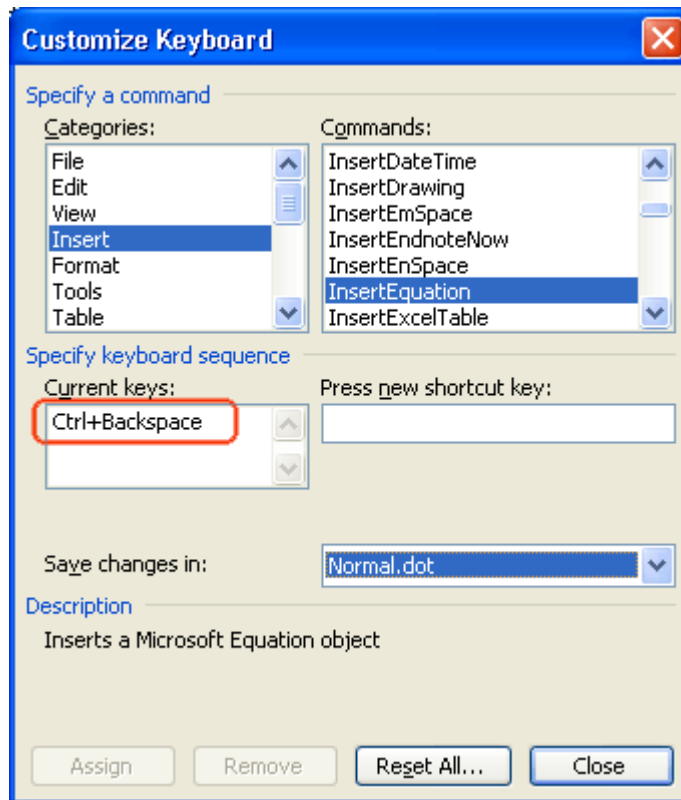 Customize Keyboard
Specify a command
Categories:
Commands:
File
Edit
View
Insert
Format
Tools
Table
InsertDateTime
InsertDrawing
InsertEmSpace
InsertEndnoteNow
InsertEnSpace
InsertEquation
InsertExcelTable
Specify keyboard sequence
Current keys:
Press new shortcut key:
Ctrl+Backspace
Save changes in:
Normal.dot
Description
Inserts a Microsoft Equation object
Assign
Remove
Reset All...
Close